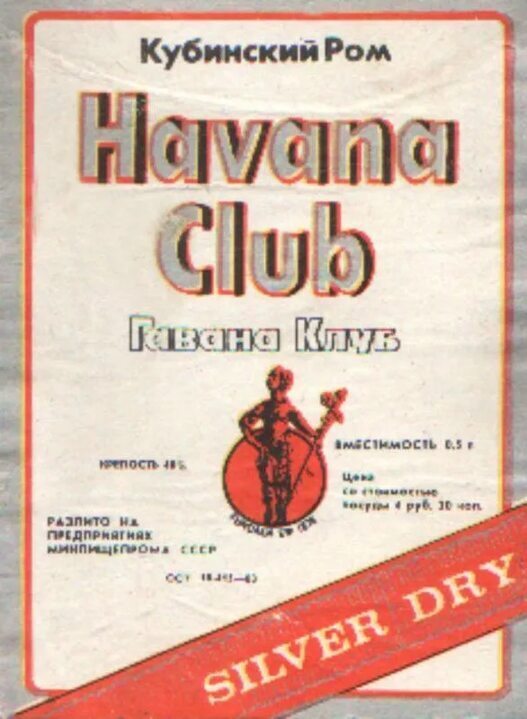 Кубинский Ром
Havana
Club
Гавана Клуб
КРЕПОСТЬ 40%
ВМЕСТИМОСТЬ 0.5 л
Цена
со стоимостью
посуды 4 руб. 30 коп.
РАЗЛИТО НА
ПРЕДПРИЯТИЯХ
МИНПИЩЕПРОМА СССР
ОСТ
SILVER DRY